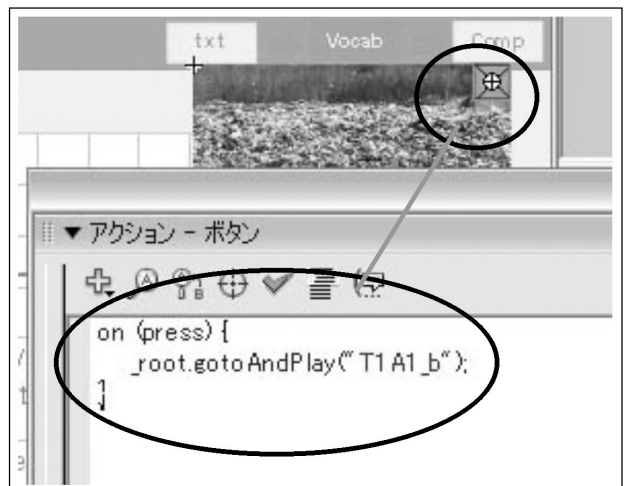 txt Vocab Comp
▼ アクション - ボタン
on (press) {
_root.gotoAndPlay("T1A1_b");
}